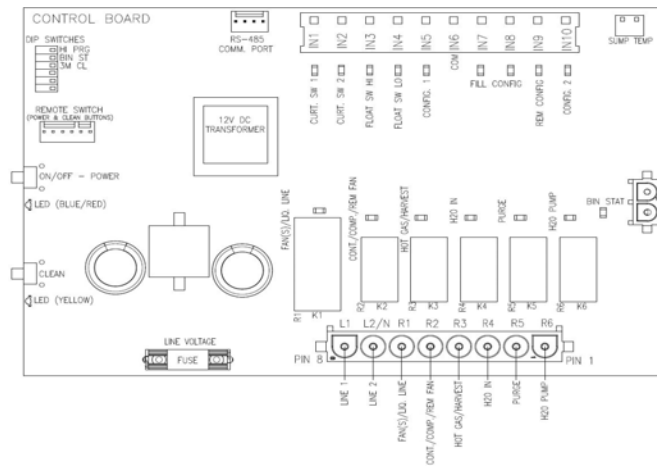 CONTROL BOARD
DIP SWITCHES
HI PRG
BIN ST
3M CL
RS-485
COMM. PORT
IN1
IN2
IN3
IN4
IN5
IN6
IN7
IN8
IN9
IN10
COM
SUMP TEMP
CURT. SW 1
CURT. SW 2
FLOAT SW HI
FLOAT SW LO
CONFIG. 1
FILL CONFIG
REM CONFIG
CONFIG. 2
REMOTE SWITCH
(POWER & CLEAN BUTTONS)
12V DC
TRANSFORMER
ON/OFF - POWER
LED (BLUE/RED)
CLEAN
LED (YELLOW)
FAN(S)/LIQ. LINE
CONT./COMP./REM FAN
HOT GAS/HARVEST
H20 IN
PURGE
H20 PUMP
BIN STAT
R1 K1
R2 K2
R3 K3
R4 K4
R5 K5
R6 K6
LINE VOLTAGE
FUSE
L1 L2/N R1 R2 R3 R4 R5 R6
PIN 8
PIN 1
LINE 1
LINE 2
FAN(S)/LIQ. LINE
CONT./COMP./REM FAN
HOT GAS/HARVEST
H20 IN
PURGE
H20 PUMP